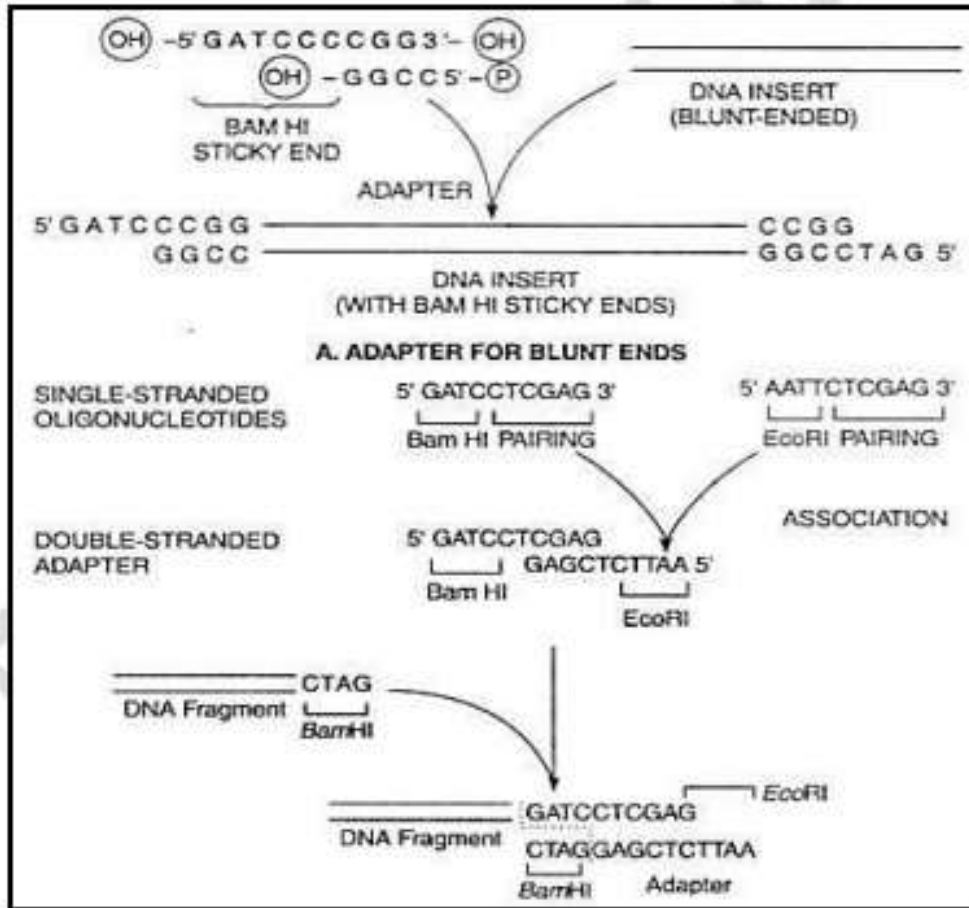 OH -5' G A T C C C C G G 3'- OH
OH - G G C C 5' - P
BAM HI
STICKY END
DNA INSERT
(BLUNT-ENDED)
ADAPTER
5' G A T C C C G G
C C G G
G G C C
G G C C T A G 5'
DNA INSERT
(WITH BAM HI STICKY ENDS)
A. ADAPTER FOR BLUNT ENDS
SINGLE-STRANDED
OLIGONUCLEOTIDES
5' GATCCTCGAG 3'
Bam HI PAIRING
5' AATTCTCGAG 3'
EcoRI PAIRING
ASSOCIATION
DOUBLE-STRANDED
ADAPTER
5' GATCCTCGAG
GAGCTCTTAA 5'
Bam HI
EcoRI
CTAG
DNA Fragment
BamHI
EcoRI
GATCCTCGAG
DNA Fragment
CTAGGAGCTCTTAA
BamHI
Adapter